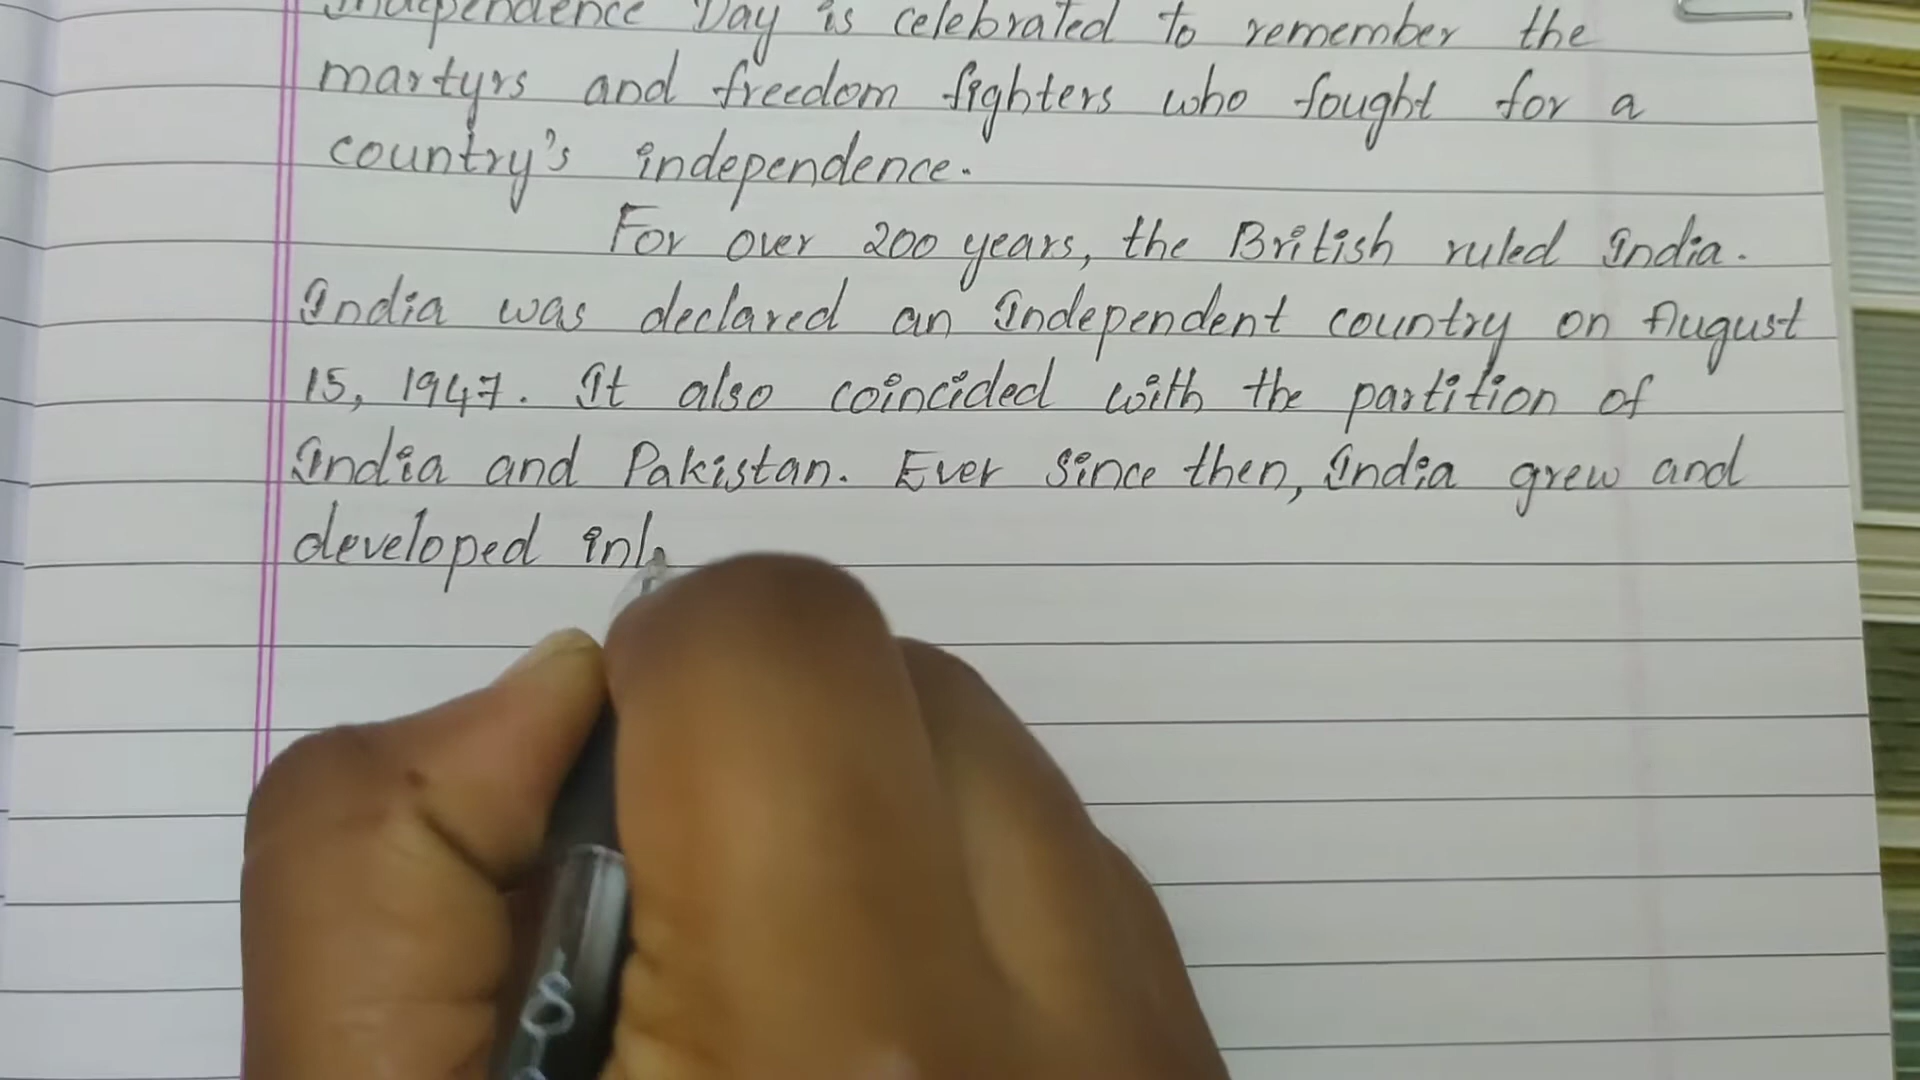 Independence Day is celebrated to remember the
martyrs and freedom fighters who fought for a
country's independence.
For over 200 years, the British ruled India.
India was declared an Independent country on August
15, 1947. It also coincided with the partition of
India and Pakistan. Ever since then, India grew and
developed